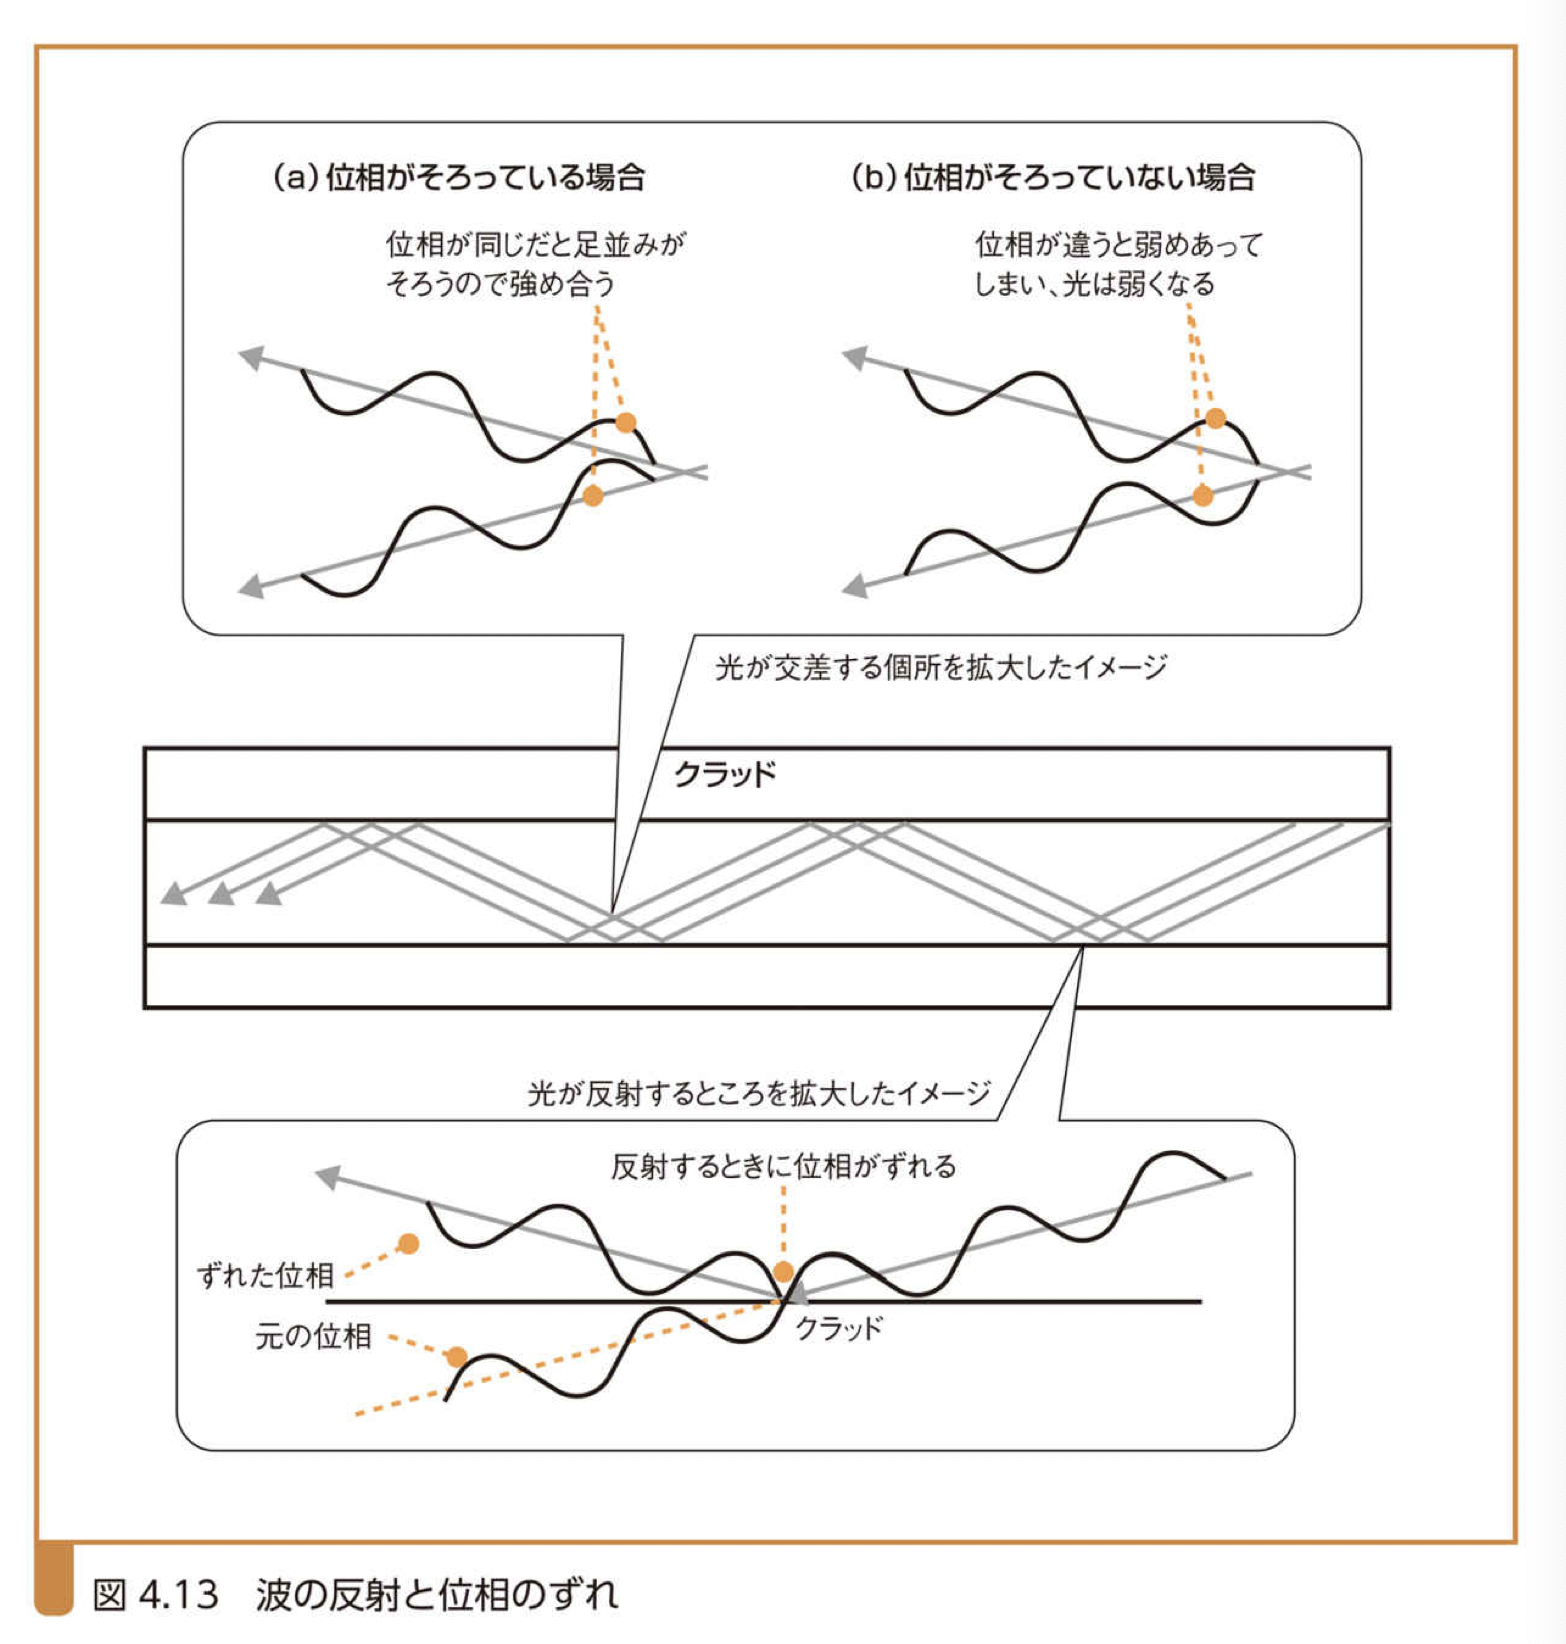 (a)位相がそろっている場合
位相が同じだと足並みが
そろうので強め合う
(b)位相がそろっていない場合
位相が違うと弱めあって
しまい、光は弱くなる
光が交差する個所を拡大したイメージ
クラッド
光が反射するところを拡大したイメージ
反射するときに位相がずれる
ずれた位相
元の位相
クラッド
図 4.13 波の反射と位相のずれ